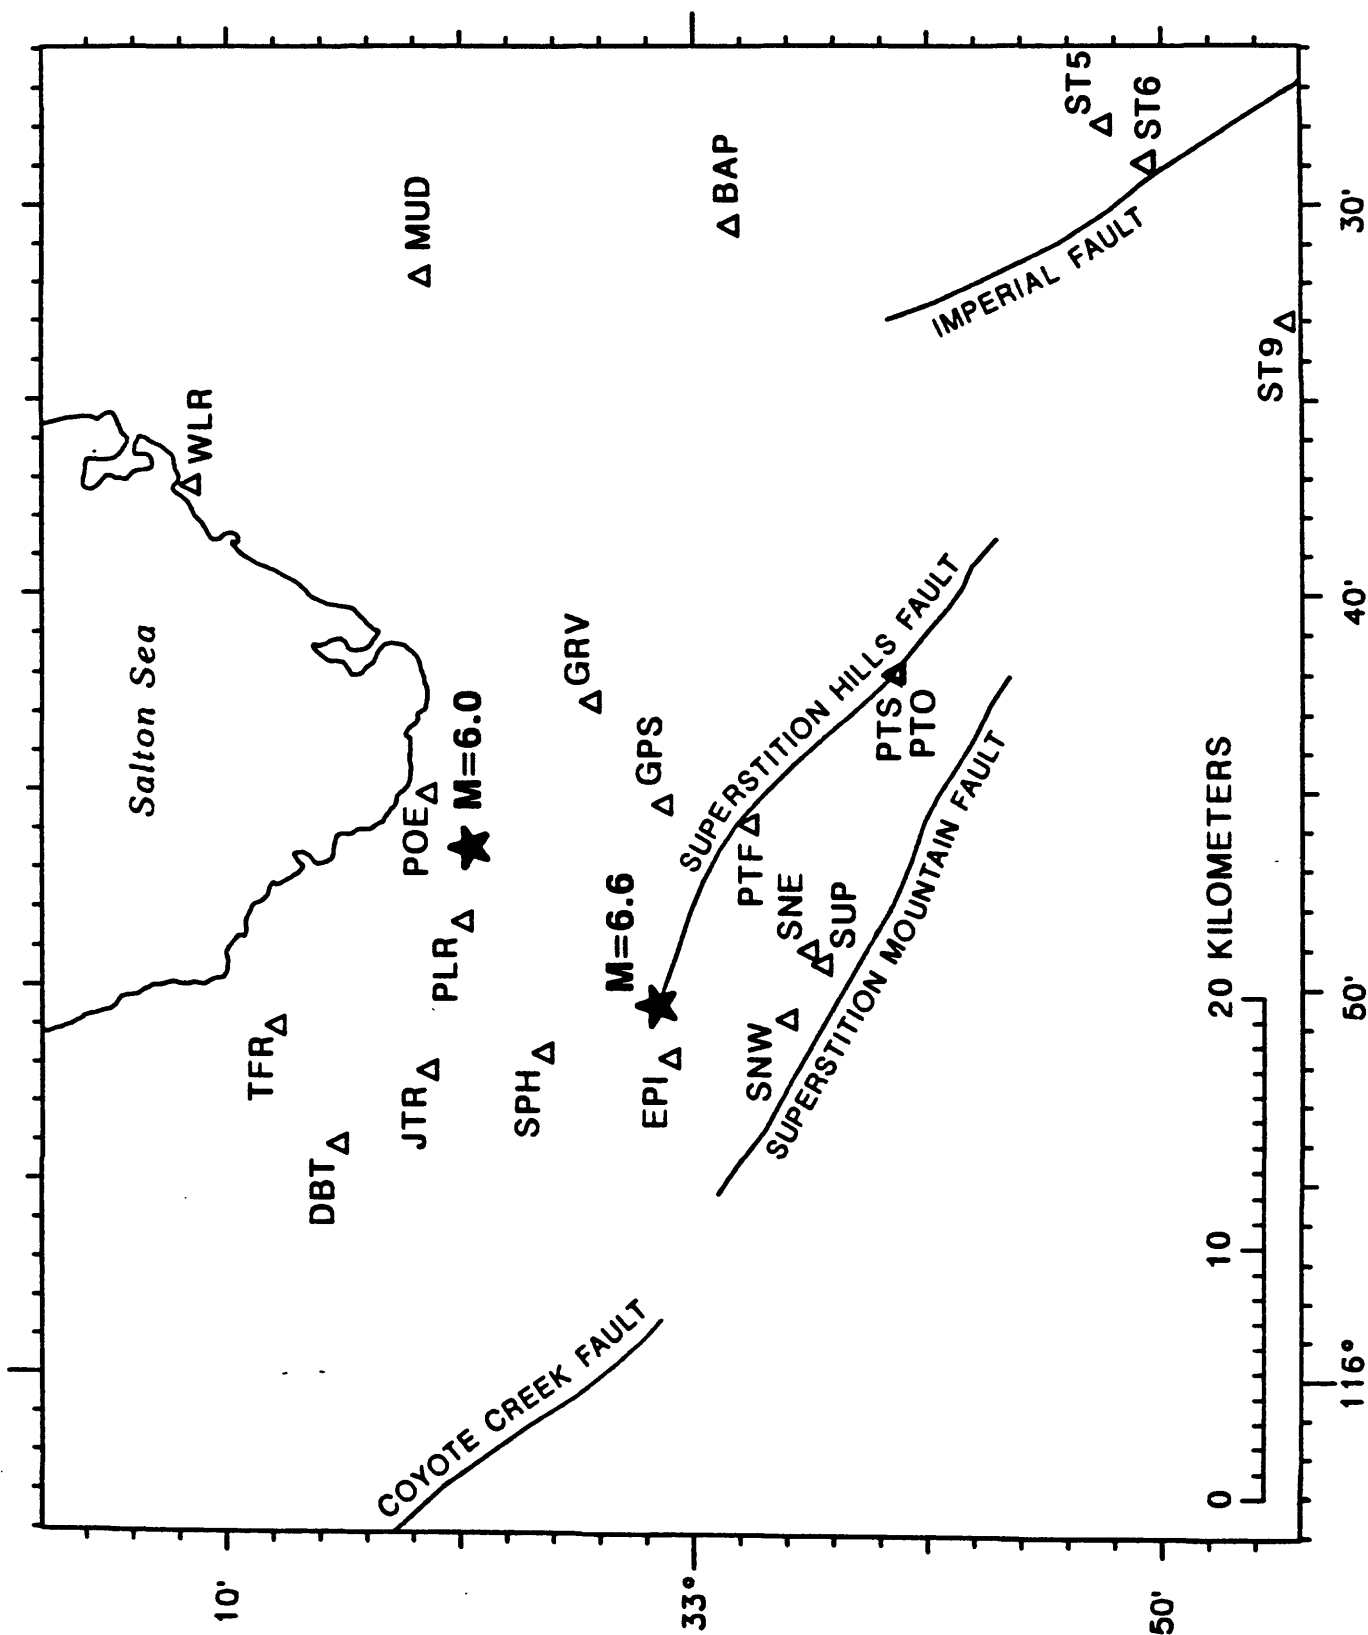 Salton Sea
WLR
MUD
BAP
ST5
ST6
ST9
TFR
DBT
JTR
PLR
POE
M=6.0
GRV
GPS
SPH
M=6.6
EPI
PTF
SNE
SUP
SNW
PTS
PTO
SUPERSTITION HILLS FAULT
SUPERSTITION MOUNTAIN FAULT
IMPERIAL FAULT
COYOTE CREEK FAULT
0 10 20 KILOMETERS
10'
33°
50'
116° 50' 40' 30'